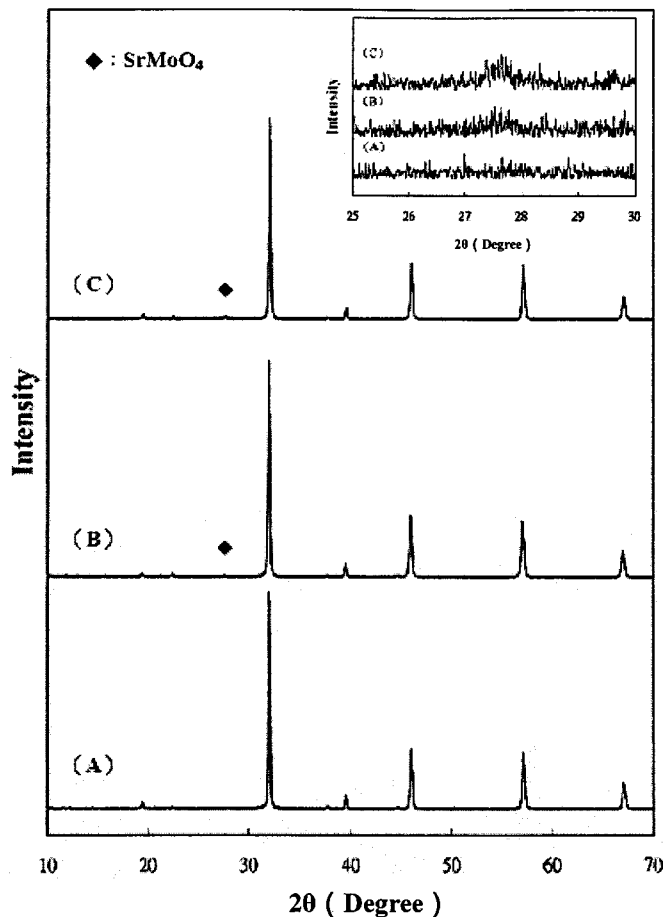 ◆ : SrMoO₄
(C)
(B)
(A)
Intensity
25 26 27 28 29 30
2θ ( Degree )
(C)
(B)
(A)
Intensity
10 20 30 40 50 60 70
2θ ( Degree )